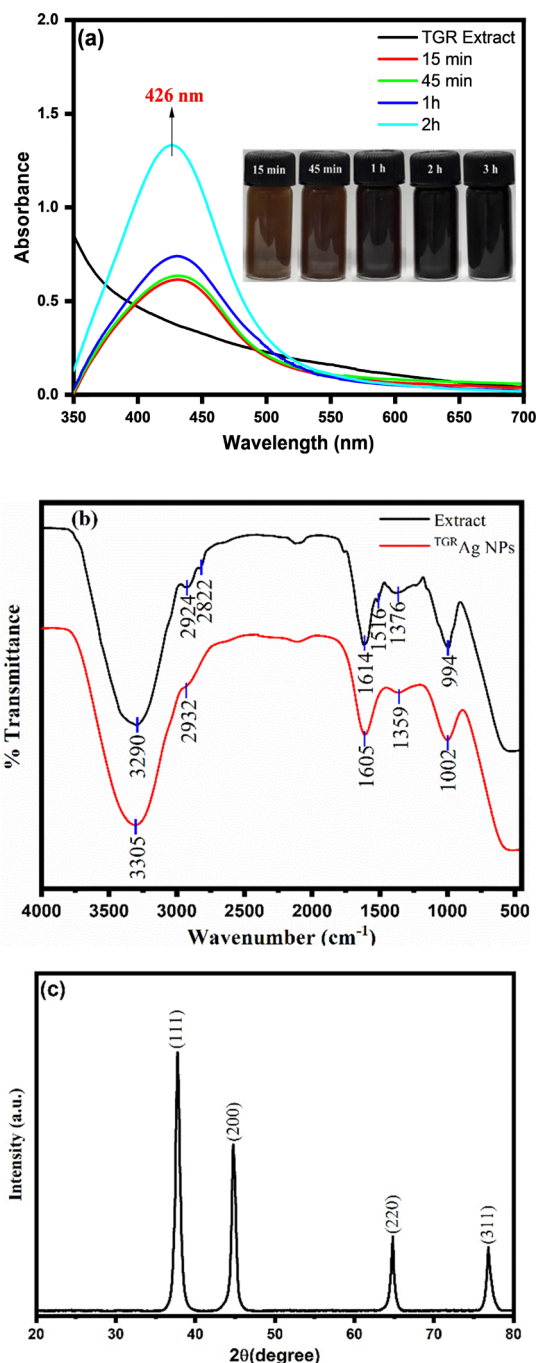 (a)
TGR Extract
15 min
45 min
1h
2h
426 nm
15 min 45 min 1 h 2 h 3 h
2.0
1.5
1.0
0.5
0.0
Absorbance
350 400 450 500 550 600 650 700
Wavelength (nm)
(b)
Extract
TGRAg NPs
2924
2822
1614
1516
1376
994
3290
2932
1605
1359
1002
3305
% Transmittance
4000 3500 3000 2500 2000 1500 1000 500
Wavenumber (cm-1)
(c)
(111)
(200)
(220)
(311)
Intensity (a.u.)
20 30 40 50 60 70 80
2θ(degree)